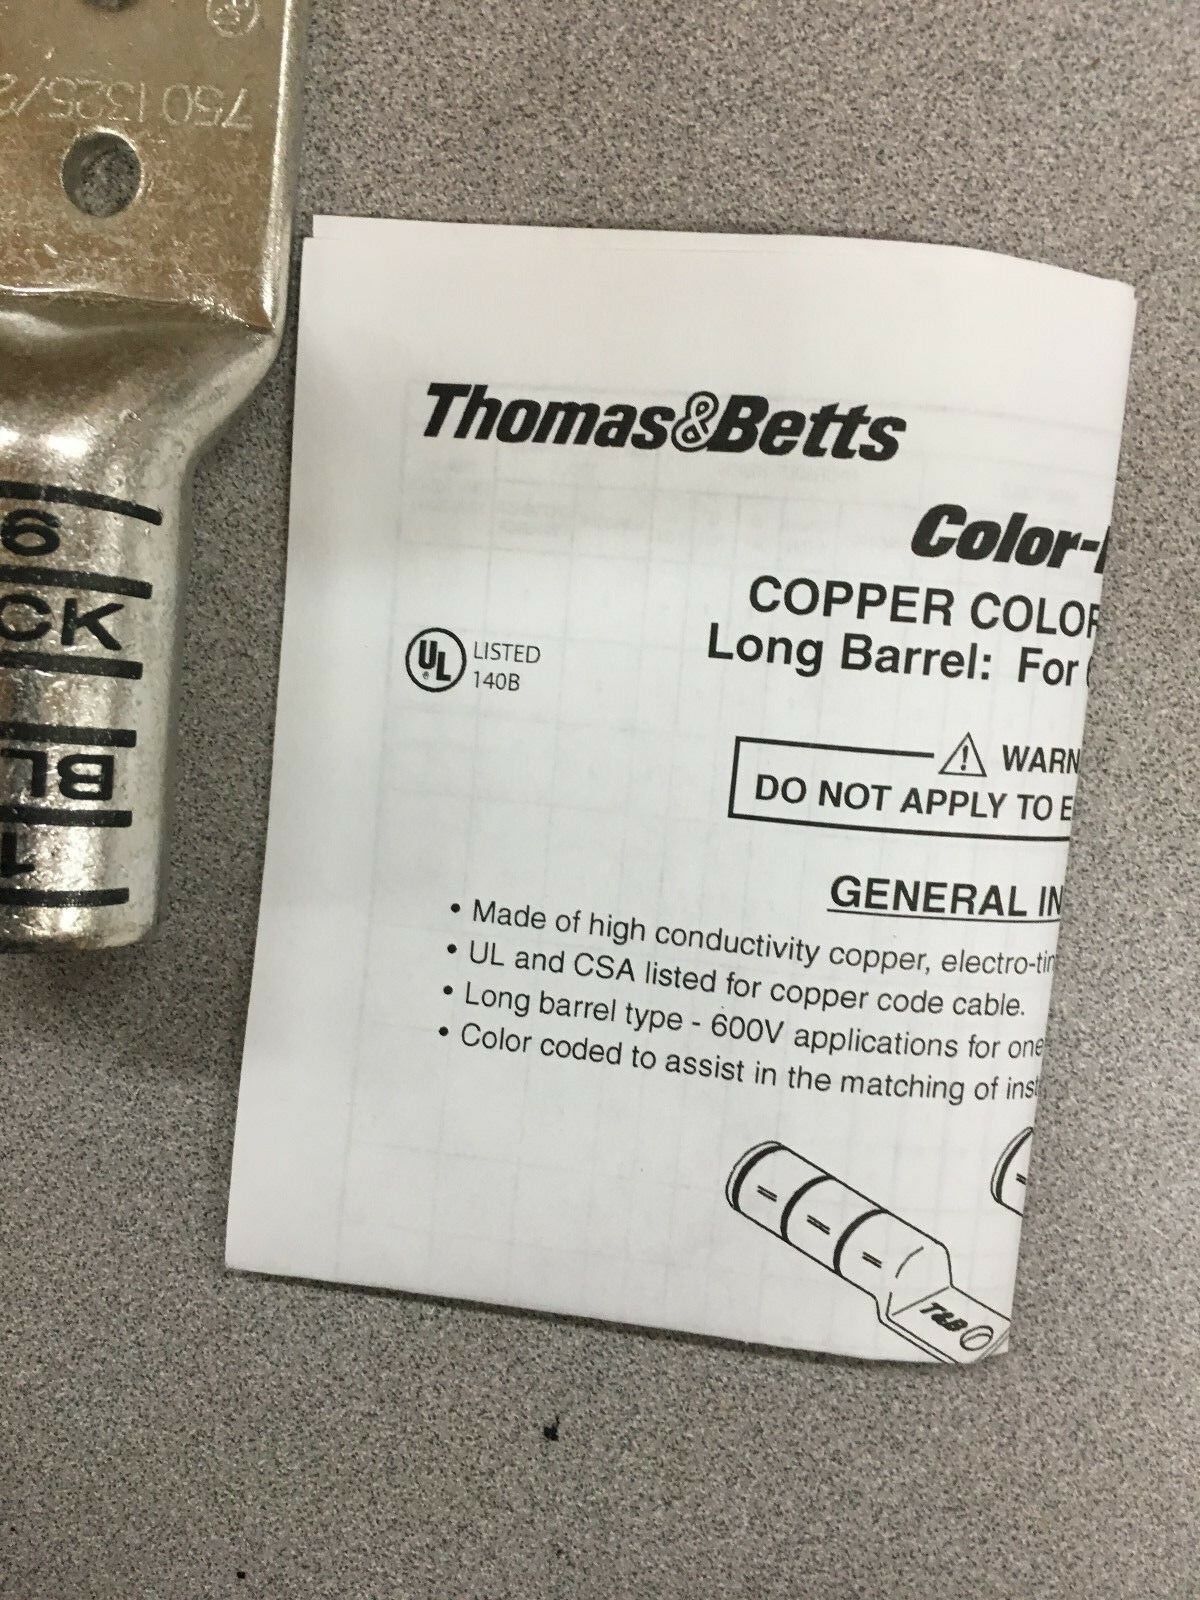 750 1325/2
6
CK
BL
1
Thomas&Betts
Color-
COPPER COLOR
Long Barrel: For
UL
LISTED
140B
WARN
DO NOT APPLY TO E
GENERAL IN
• Made of high conductivity copper, electro-tin
• UL and CSA listed for copper code cable.
• Long barrel type - 600V applications for one
• Color coded to assist in the matching of inst
T&B